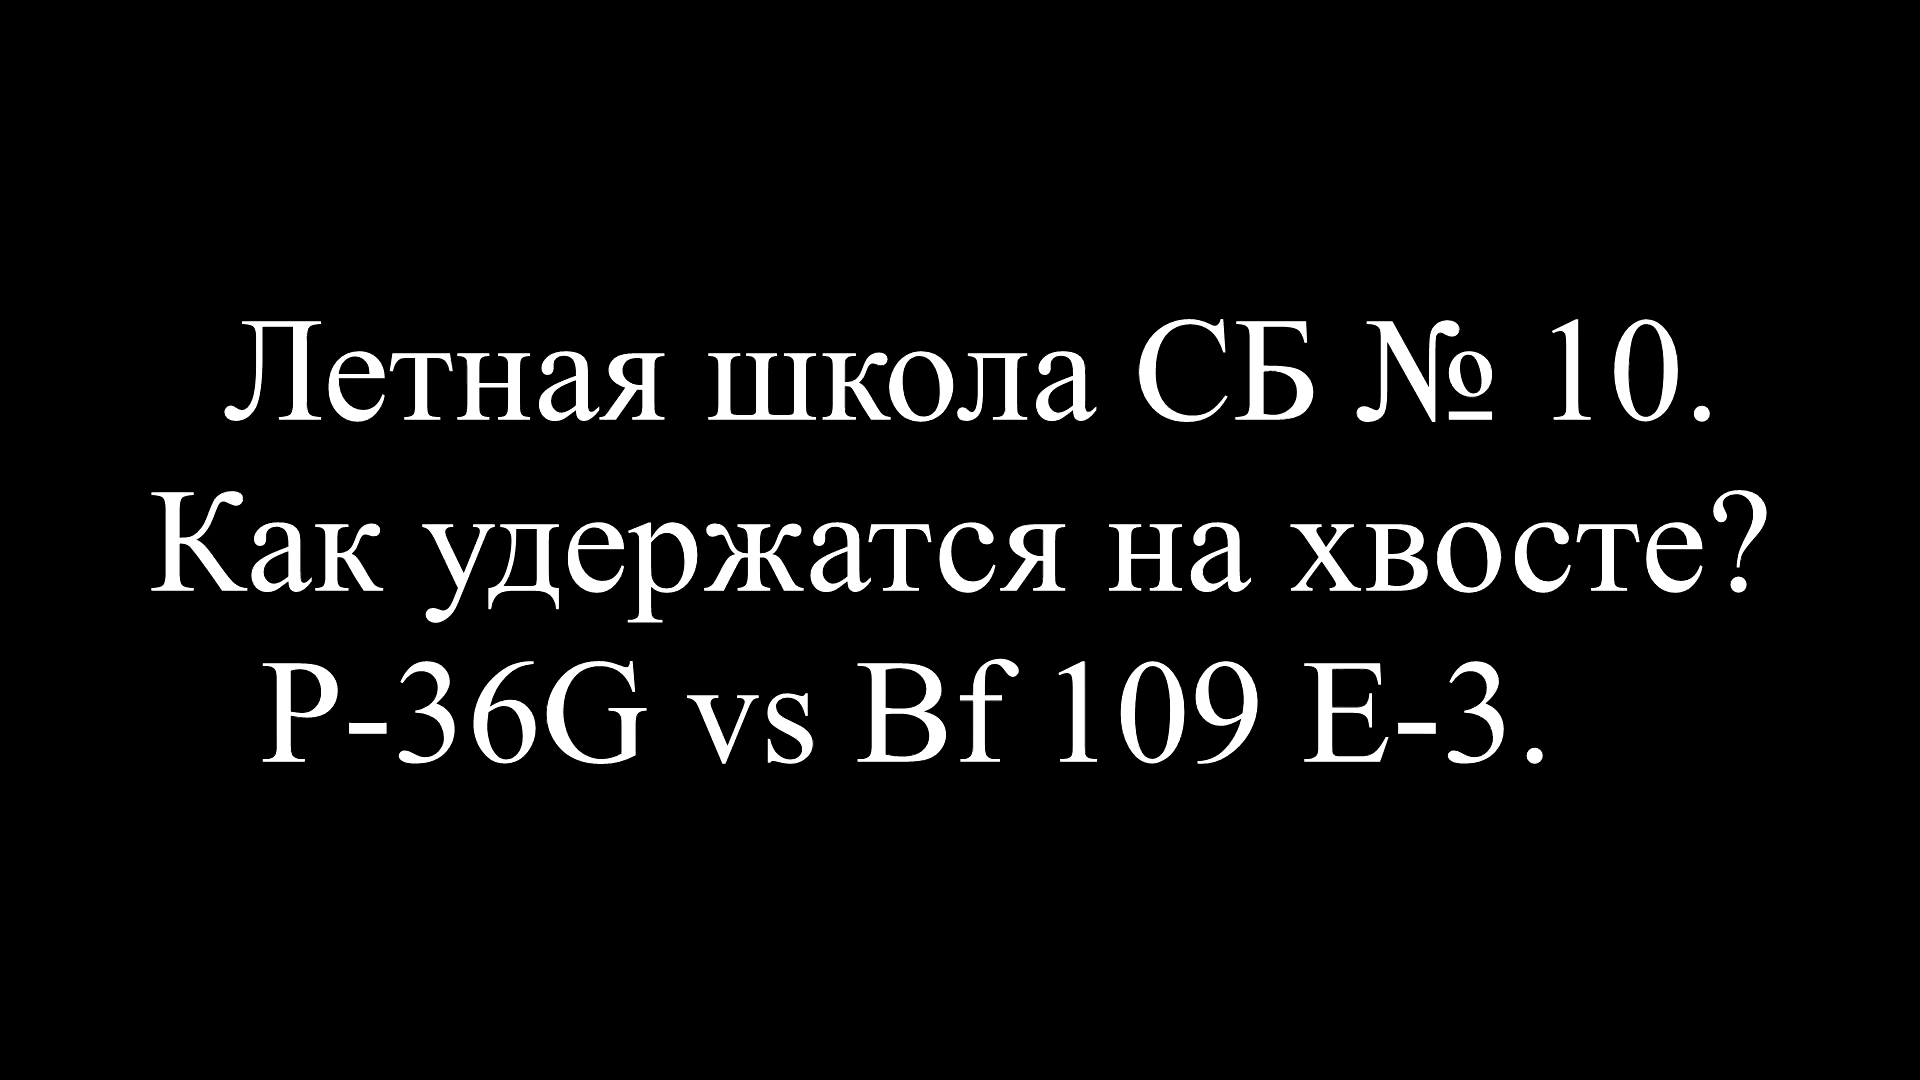 Летная школа СБ № 10.
Как удержатся на хвосте?
P-36G vs Bf 109 E-3.